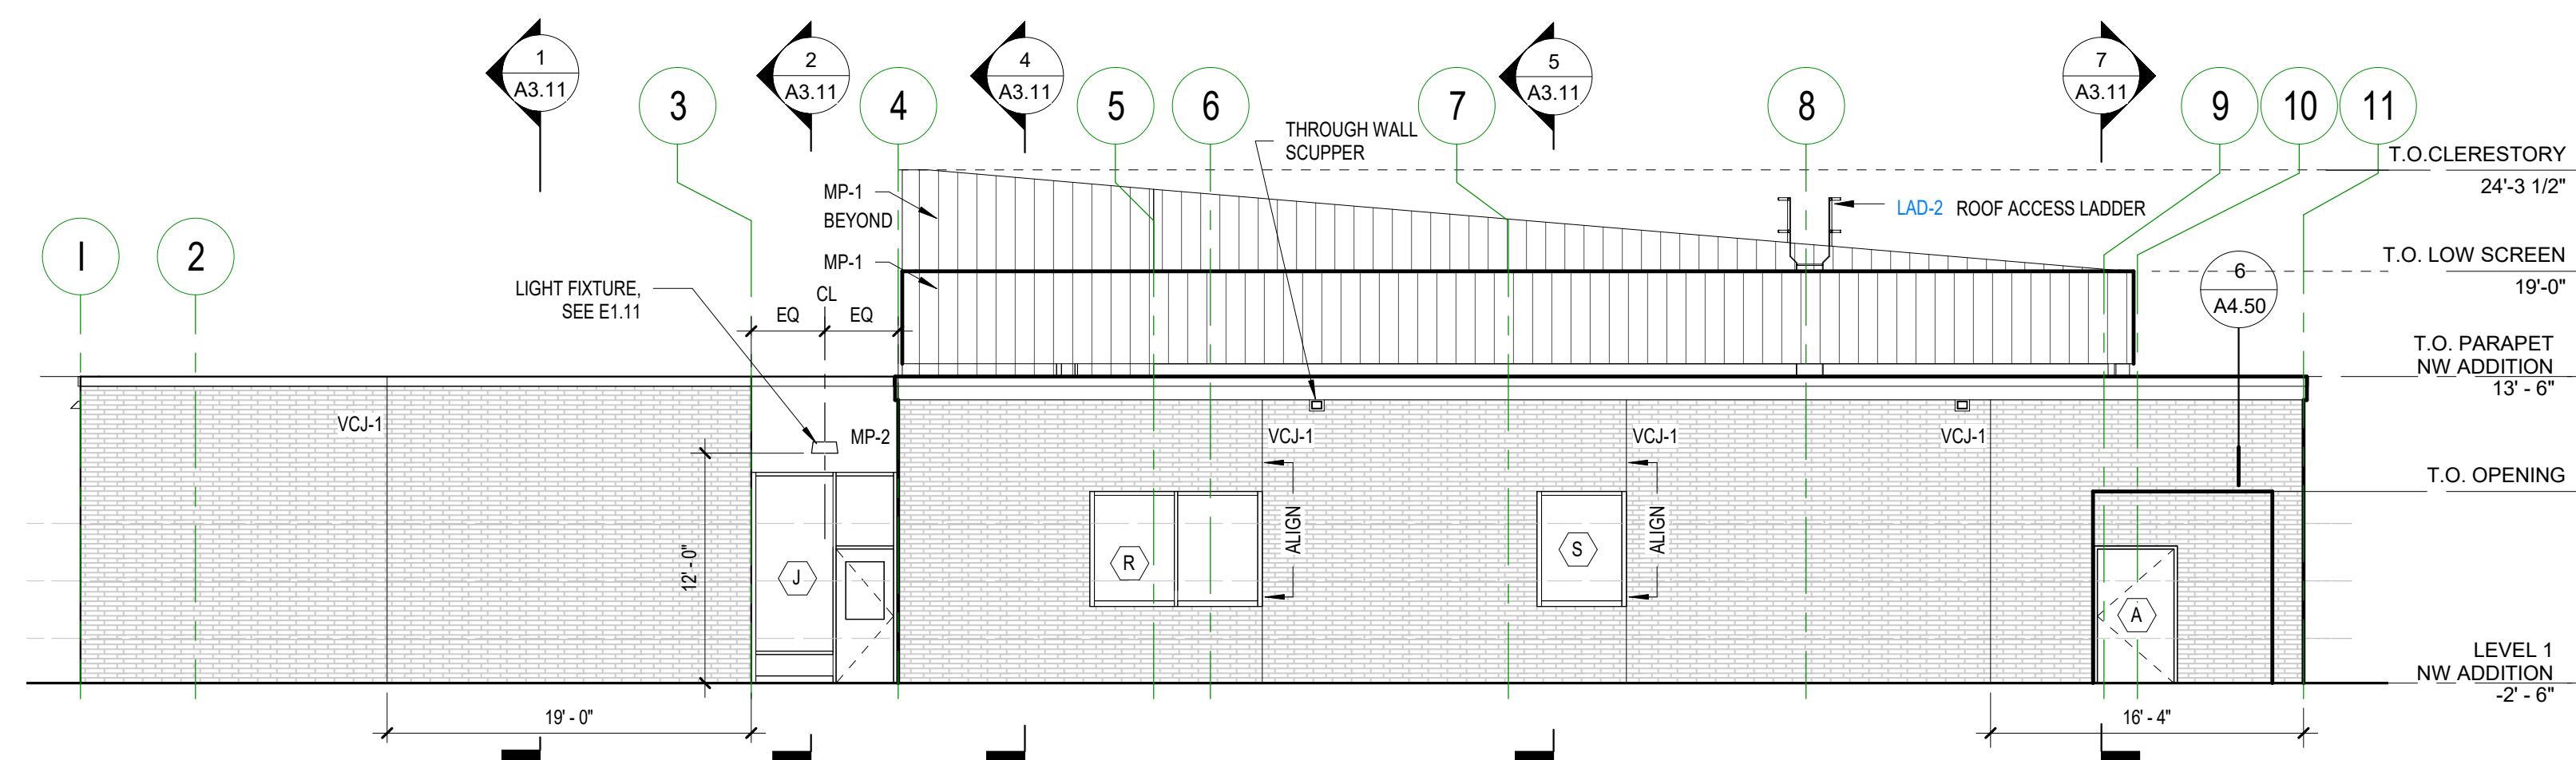 1
A3.11
2
A3.11
4
A3.11
5
A3.11
7
A3.11
3
4
5
6
7
8
9
10
11
1
2
THROUGH WALL
SCUPPER
T.O.CLERESTORY
24'-3 1/2"
MP-1
BEYOND
LAD-2 ROOF ACCESS LADDER
MP-1
T.O. LOW SCREEN
19'-0"
6
A4.50
LIGHT FIXTURE,
SEE E1.11
CL
EQ
EQ
T.O. PARAPET
NW ADDITION
13' - 6"
VCJ-1
MP-2
VCJ-1
VCJ-1
VCJ-1
T.O. OPENING
ALIGN
ALIGN
12' - 0"
J
R
S
A
LEVEL 1
NW ADDITION
-2' - 6"
19' - 0"
16' - 4"